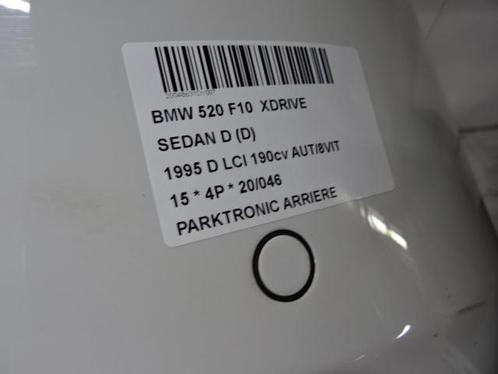 BMW 520 F10 XDRIVE
SEDAN D (D)
1995 D LCI 190cv AUT/8VIT
15 * 4P * 20/046
PARKTRONIC ARRIERE